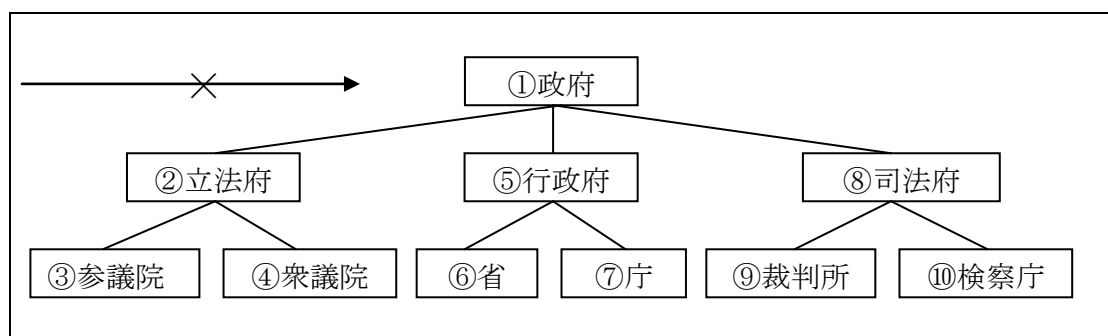 ①政府
②立法府
⑤行政府
⑧司法府
③参議院
④衆議院
⑥省
⑦庁
⑨裁判所
⑩検察庁